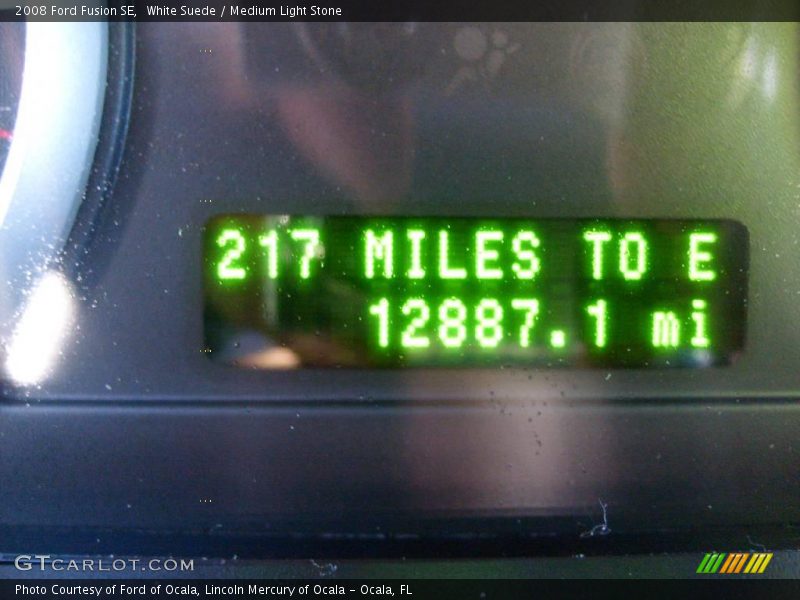 2008 Ford Fusion SE,  White Suede / Medium Light Stone
217 MILES TO E
12887.1 mi
GTCARLOT.COM
Photo Courtesy of Ford of Ocala, Lincoln Mercury of Ocala - Ocala, FL